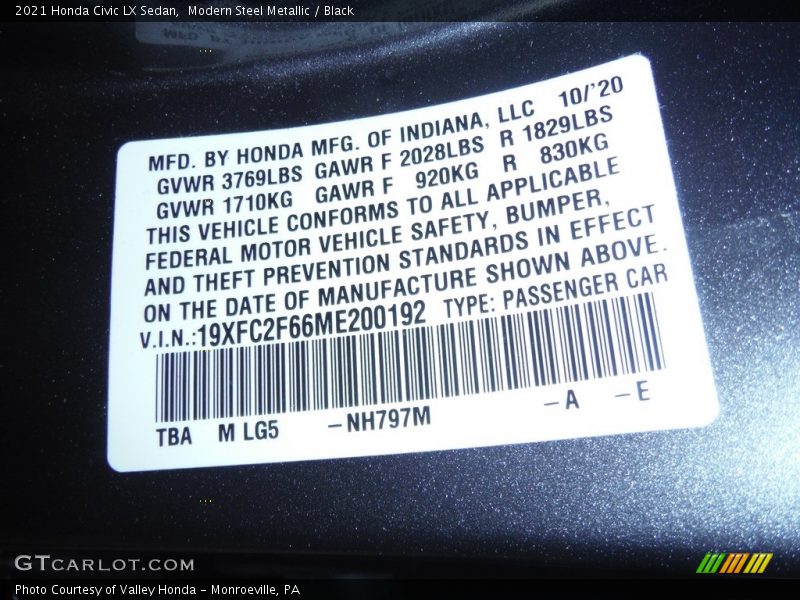 2021 Honda Civic LX Sedan, Modern Steel Metallic / Black
MFD. BY HONDA MFG. OF INDIANA, LLC 10/'20
GVWR 3769LBS GAWR F 2028LBS R 1829LBS
GVWR 1710KG GAWR F 920KG R 830KG
THIS VEHICLE CONFORMS TO ALL APPLICABLE
FEDERAL MOTOR VEHICLE SAFETY, BUMPER,
AND THEFT PREVENTION STANDARDS IN EFFECT
ON THE DATE OF MANUFACTURE SHOWN ABOVE.
V.I.N.:19XFC2F66ME200192 TYPE: PASSENGER CAR
TBA M LG5 –NH797M –A –E
GTCARLOT.COM
Photo Courtesy of Valley Honda – Monroeville, PA